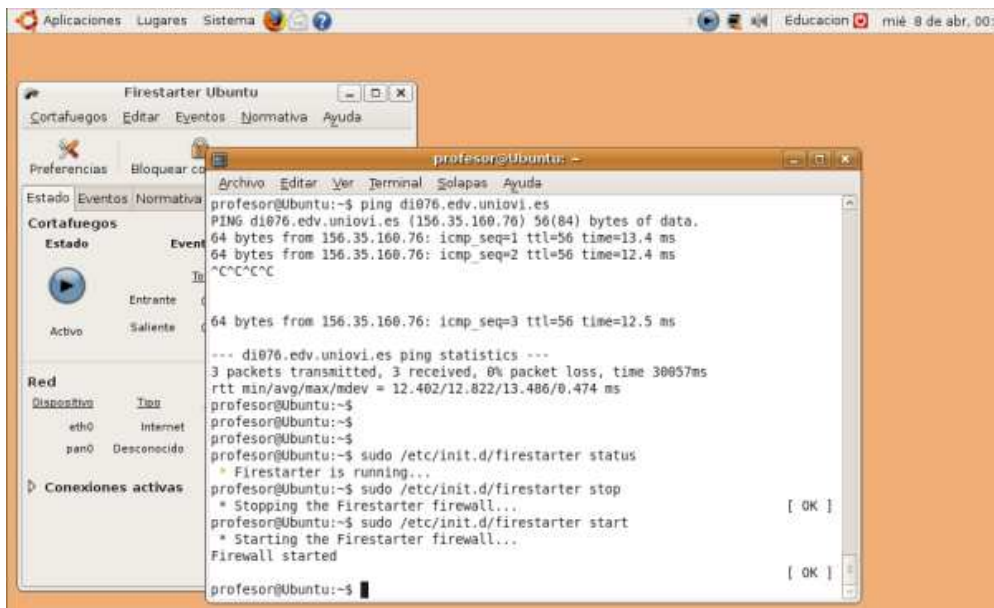 Aplicaciones Lugares Sistema
Educacion mié 8 de abr, 00:
Firestarter Ubuntu
Cortafuegos Editar Eventos Normativa Ayuda
Preferencias Bloquear co
Estado Eventos Normativa
Cortafuegos
Estado Event
To
Entrante
Activo Saliente
Red
Dispositivo Tipo
eth0 Internet
pan0 Desconocido
Conexiones activas
profesor@Ubuntu: ~
Archivo Editar Ver Terminal Solapas Ayuda
profesor@Ubuntu:~$ ping di076.edv.uniovi.es
PING di076.edv.uniovi.es (156.35.160.76) 56(84) bytes of data.
64 bytes from 156.35.160.76: icmp_seq=1 ttl=56 time=13.4 ms
64 bytes from 156.35.160.76: icmp_seq=2 ttl=56 time=12.4 ms
^C^C^C^C
64 bytes from 156.35.160.76: icmp_seq=3 ttl=56 time=12.5 ms
--- di076.edv.uniovi.es ping statistics ---
3 packets transmitted, 3 received, 0% packet loss, time 30057ms
rtt min/avg/max/mdev = 12.402/12.822/13.486/0.474 ms
profesor@Ubuntu:~$
profesor@Ubuntu:~$
profesor@Ubuntu:~$
profesor@Ubuntu:~$ sudo /etc/init.d/firestarter status
* Firestarter is running...
profesor@Ubuntu:~$ sudo /etc/init.d/firestarter stop
* Stopping the Firestarter firewall... [ OK ]
profesor@Ubuntu:~$ sudo /etc/init.d/firestarter start
* Starting the Firestarter firewall...
Firewall started
[ OK ]
profesor@Ubuntu:~$